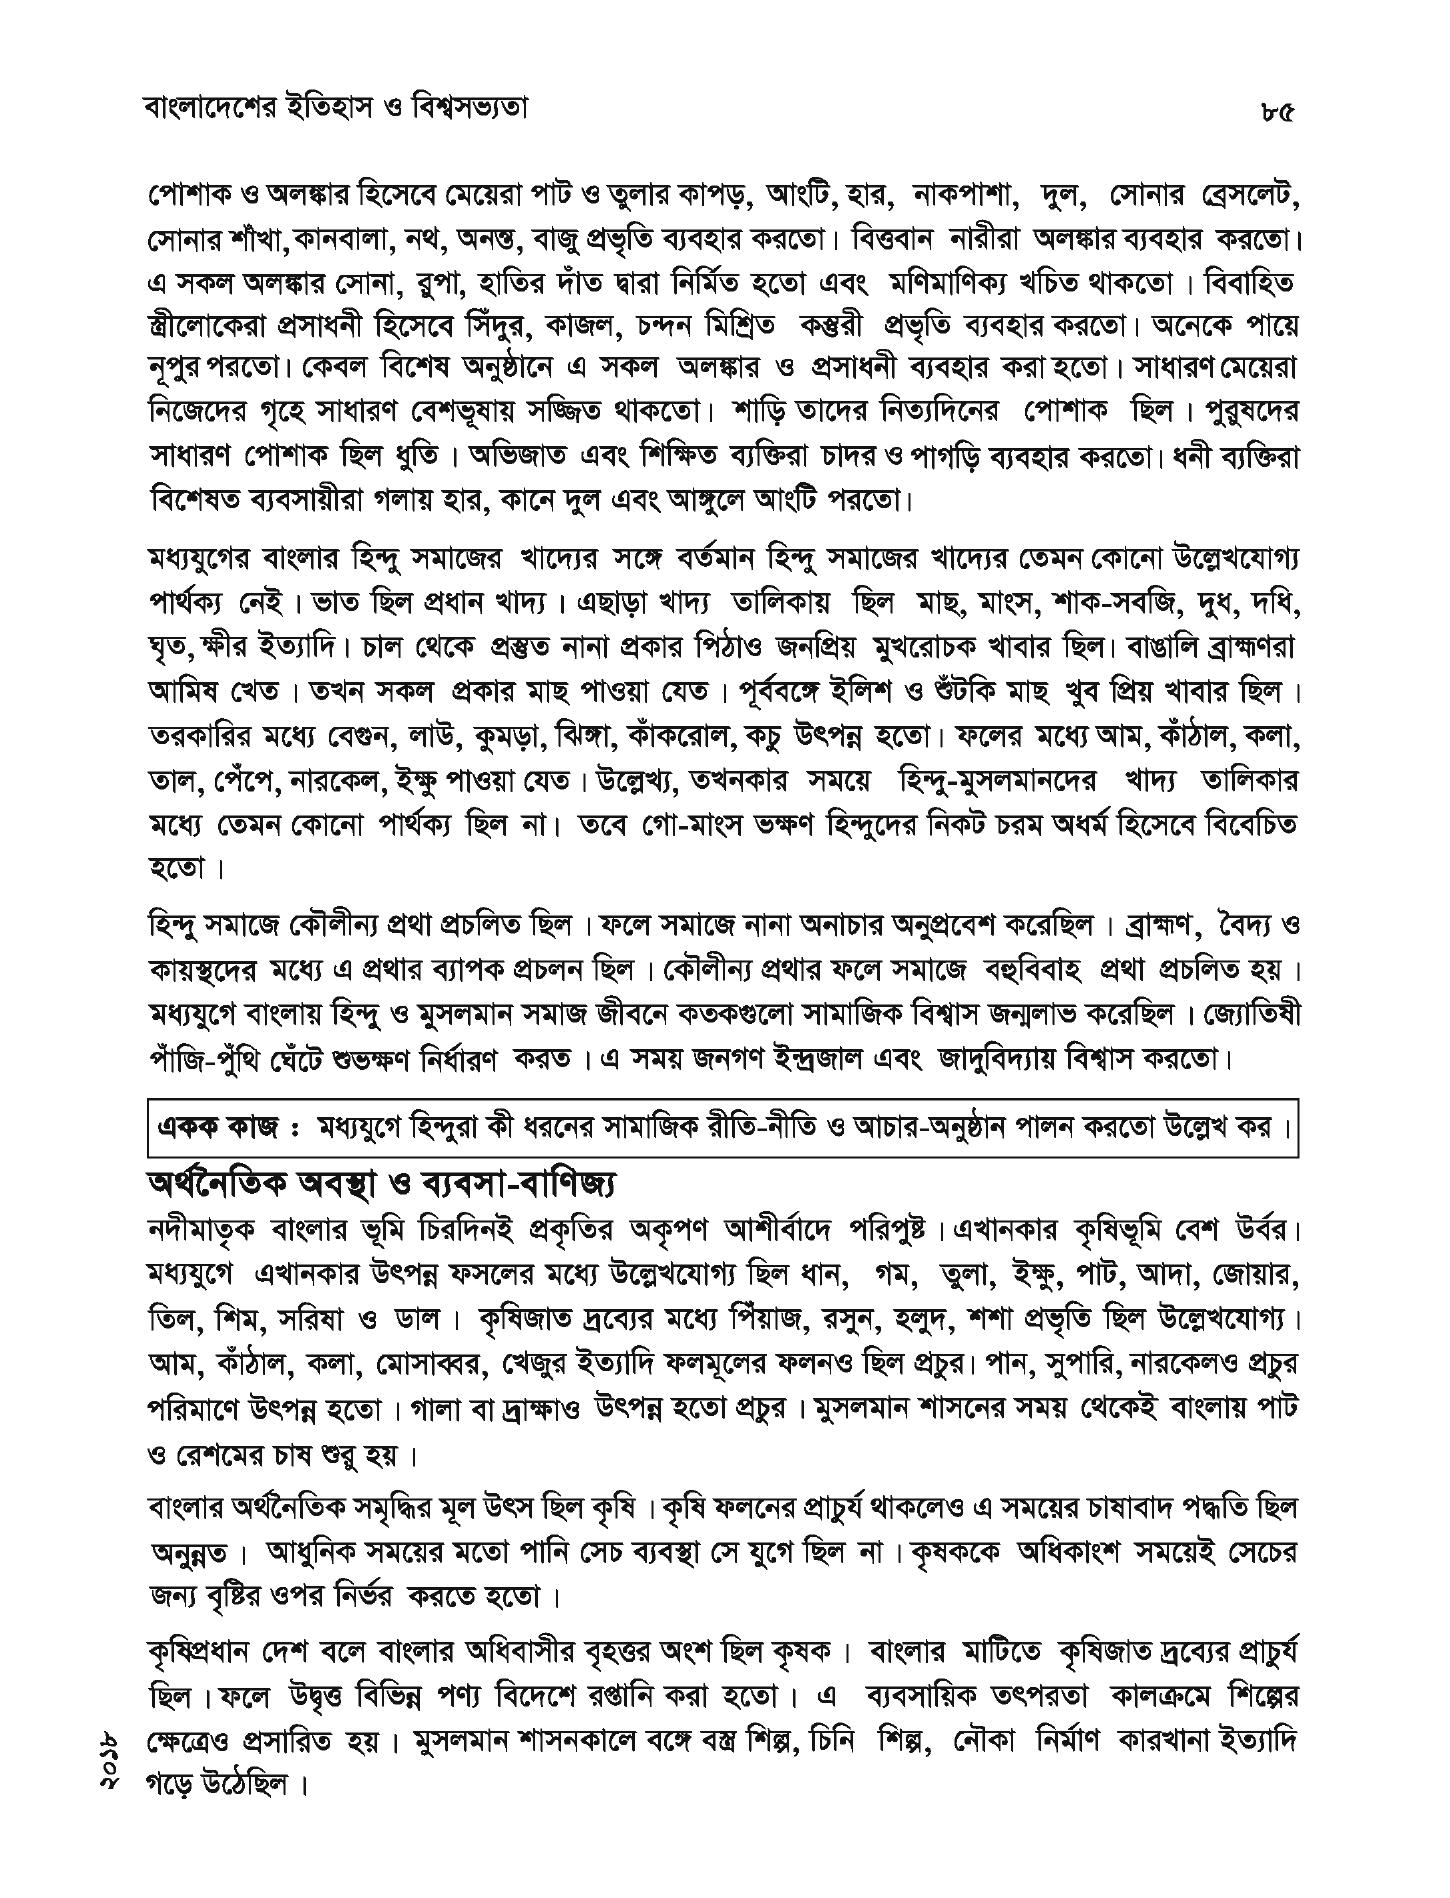 বাংলাদেশের ইতিহাস ও বিশ্বসভ্যতা
৮৫
পোশাক ও অলঙ্কার হিসেবে মেয়েরা পাট ও তুলার কাপড়, আংটি, হার, নাকপাশা, দুল, সোনার ব্রেসলেট,
সোনার শাঁখা, কানবালা, নথ, অনন্ত, বাজু প্রভৃতি ব্যবহার করতো। বিত্তবান নারীরা অলঙ্কার ব্যবহার করতো।
এ সকল অলঙ্কার সোনা, রুপা, হাতির দাঁত দ্বারা নির্মিত হতো এবং মণিমাণিক্য খচিত থাকতো । বিবাহিত
স্ত্রীলোকেরা প্রসাধনী হিসেবে সিঁদুর, কাজল, চন্দন মিশ্রিত কস্তুরী প্রভৃতি ব্যবহার করতো। অনেকে পায়ে
নূপুর পরতো। কেবল বিশেষ অনুষ্ঠানে এ সকল অলঙ্কার ও প্রসাধনী ব্যবহার করা হতো। সাধারণ মেয়েরা
নিজেদের গৃহে সাধারণ বেশভূষায় সজ্জিত থাকতো। শাড়ি তাদের নিত্যদিনের পোশাক ছিল । পুরুষদের
সাধারণ পোশাক ছিল ধুতি । অভিজাত এবং শিক্ষিত ব্যক্তিরা চাদর ও পাগড়ি ব্যবহার করতো। ধনী ব্যক্তিরা
বিশেষত ব্যবসায়ীরা গলায় হার, কানে দুল এবং আঙ্গুলে আংটি পরতো।
মধ্যযুগের বাংলার হিন্দু সমাজের খাদ্যের সঙ্গে বর্তমান হিন্দু সমাজের খাদ্যের তেমন কোনো উল্লেখযোগ্য
পার্থক্য নেই । ভাত ছিল প্রধান খাদ্য । এছাড়া খাদ্য তালিকায় ছিল মাছ, মাংস, শাক-সবজি, দুধ, দধি,
ঘৃত, ক্ষীর ইত্যাদি। চাল থেকে প্রস্তুত নানা প্রকার পিঠাও জনপ্রিয় মুখরোচক খাবার ছিল। বাঙালি ব্রাহ্মণরা
আমিষ খেত । তখন সকল প্রকার মাছ পাওয়া যেত । পূর্ববঙ্গে ইলিশ ও শুঁটকি মাছ খুব প্রিয় খাবার ছিল ।
তরকারির মধ্যে বেগুন, লাউ, কুমড়া, ঝিঙ্গা, কাঁকরোল, কচু উৎপন্ন হতো। ফলের মধ্যে আম, কাঁঠাল, কলা,
তাল, পেঁপে, নারকেল, ইক্ষু পাওয়া যেত । উল্লেখ্য, তখনকার সময়ে হিন্দু-মুসলমানদের খাদ্য তালিকার
মধ্যে তেমন কোনো পার্থক্য ছিল না। তবে গো-মাংস ভক্ষণ হিন্দুদের নিকট চরম অধর্ম হিসেবে বিবেচিত
হতো ।
হিন্দু সমাজে কৌলীন্য প্রথা প্রচলিত ছিল । ফলে সমাজে নানা অনাচার অনুপ্রবেশ করেছিল । ব্রাহ্মণ, বৈদ্য ও
কায়স্থদের মধ্যে এ প্রথার ব্যাপক প্রচলন ছিল । কৌলীন্য প্রথার ফলে সমাজে বহুবিবাহ প্রথা প্রচলিত হয় ।
মধ্যযুগে বাংলায় হিন্দু ও মুসলমান সমাজ জীবনে কতকগুলো সামাজিক বিশ্বাস জন্মলাভ করেছিল । জ্যোতিষী
পাঁজি-পুঁথি ঘেঁটে শুভক্ষণ নির্ধারণ করত । এ সময় জনগণ ইন্দ্রজাল এবং জাদুবিদ্যায় বিশ্বাস করতো।
একক কাজ : মধ্যযুগে হিন্দুরা কী ধরনের সামাজিক রীতি-নীতি ও আচার-অনুষ্ঠান পালন করতো উল্লেখ কর ।
অর্থনৈতিক অবস্থা ও ব্যবসা-বাণিজ্য
নদীমাতৃক বাংলার ভূমি চিরদিনই প্রকৃতির অকৃপণ আশীর্বাদে পরিপুষ্ট । এখানকার কৃষিভূমি বেশ উর্বর।
মধ্যযুগে এখানকার উৎপন্ন ফসলের মধ্যে উল্লেখযোগ্য ছিল ধান, গম, তুলা, ইক্ষু, পাট, আদা, জোয়ার,
তিল, শিম, সরিষা ও ডাল । কৃষিজাত দ্রব্যের মধ্যে পিঁয়াজ, রসুন, হলুদ, শশা প্রভৃতি ছিল উল্লেখযোগ্য।
আম, কাঁঠাল, কলা, মোসাব্বর, খেজুর ইত্যাদি ফলমূলের ফলনও ছিল প্রচুর। পান, সুপারি, নারকেলও প্রচুর
পরিমাণে উৎপন্ন হতো । গালা বা দ্রাক্ষাও উৎপন্ন হতো প্রচুর । মুসলমান শাসনের সময় থেকেই বাংলায় পাট
ও রেশমের চাষ শুরু হয় ।
বাংলার অর্থনৈতিক সমৃদ্ধির মূল উৎস ছিল কৃষি । কৃষি ফলনের প্রাচুর্য থাকলেও এ সময়ের চাষাবাদ পদ্ধতি ছিল
অনুন্নত । আধুনিক সময়ের মতো পানি সেচ ব্যবস্থা সে যুগে ছিল না । কৃষককে অধিকাংশ সময়েই সেচের
জন্য বৃষ্টির ওপর নির্ভর করতে হতো ।
কৃষিপ্রধান দেশ বলে বাংলার অধিবাসীর বৃহত্তর অংশ ছিল কৃষক । বাংলার মাটিতে কৃষিজাত দ্রব্যের প্রাচুর্য
ছিল । ফলে উদ্বৃত্ত বিভিন্ন পণ্য বিদেশে রপ্তানি করা হতো । এ ব্যবসায়িক তৎপরতা কালক্রমে শিল্পের
ক্ষেত্রেও প্রসারিত হয় । মুসলমান শাসনকালে বঙ্গে বস্ত্র শিল্প, চিনি শিল্প, নৌকা নির্মাণ কারখানা ইত্যাদি
গড়ে উঠেছিল ।
২০১৮